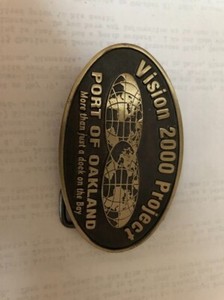 Vision 2000 Project
PORT OF OAKLAND
More than just a dock on the Bay